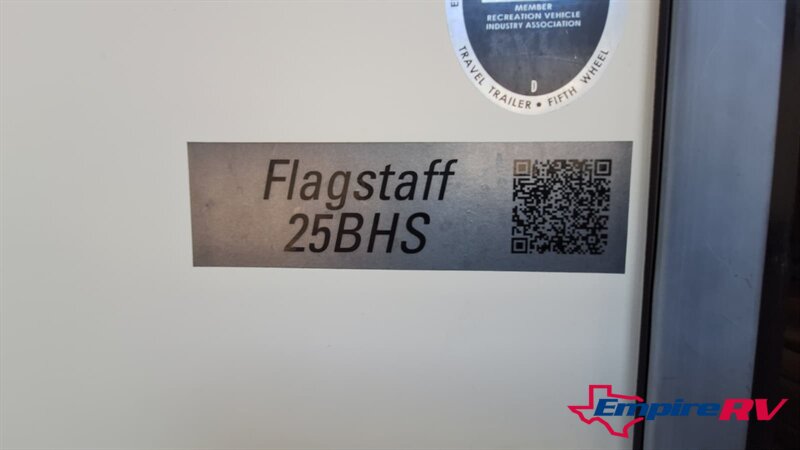 MEMBER
RECREATION VEHICLE
INDUSTRY ASSOCIATION
TRAVEL TRAILER • FIFTH WHEEL
D
Flagstaff
25BHS
EmpireRV